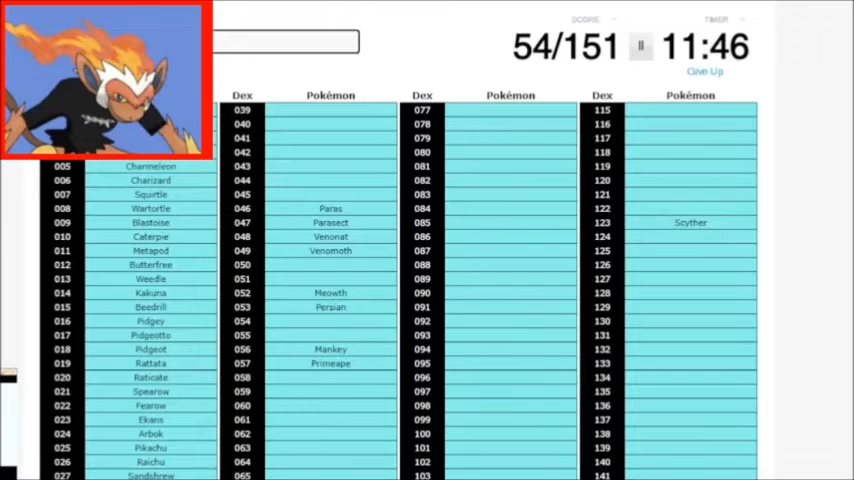 SCORE TIMER
54/151 11:46
Give Up
Dex Pokémon Dex Pokémon Dex Pokémon
039 077 115
040 078 116
041 079 117
042 080 118
005 Charmeleon 043 081 119
006 Charizard 044 082 120
007 Squirtle 045 083 121
008 Wartortle 046 Paras 084 122
009 Blastoise 047 Parasect 085 123 Scyther
010 Caterpie 048 Venonat 086 124
011 Metapod 049 Venomoth 087 125
012 Butterfree 050 088 126
013 Weedle 051 089 127
014 Kakuna 052 Meowth 090 128
015 Beedrill 053 Persian 091 129
016 Pidgey 054 092 130
017 Pidgeotto 055 093 131
018 Pidgeot 056 Mankey 094 132
019 Rattata 057 Primeape 095 133
020 Raticate 058 096 134
021 Spearow 059 097 135
022 Fearow 060 098 136
023 Ekans 061 099 137
024 Arbok 062 100 138
025 Pikachu 063 101 139
026 Raichu 064 102 140
027 Sandshrew 065 103 141